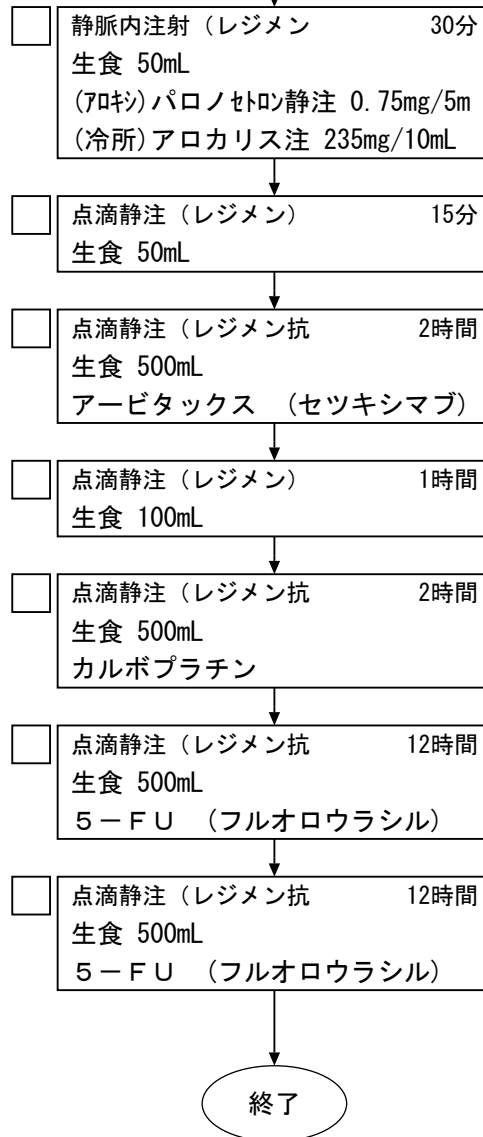 静脈内注射（レジメン 30分
生食 50mL
(ｱﾛｷｼ)パロノｾﾄﾛﾝ静注 0.75mg/5m
(冷所)アロカリス注 235mg/10mL
点滴静注（レジメン） 15分
生食 50mL
点滴静注（レジメン抗 2時間
生食 500mL
アービタックス （セツキシマブ）
点滴静注（レジメン） 1時間
生食 100mL
点滴静注（レジメン抗 2時間
生食 500mL
カルボプラチン
点滴静注（レジメン抗 12時間
生食 500mL
５－ＦＵ （フルオロウラシル）
点滴静注（レジメン抗 12時間
生食 500mL
５－ＦＵ （フルオロウラシル）
終了